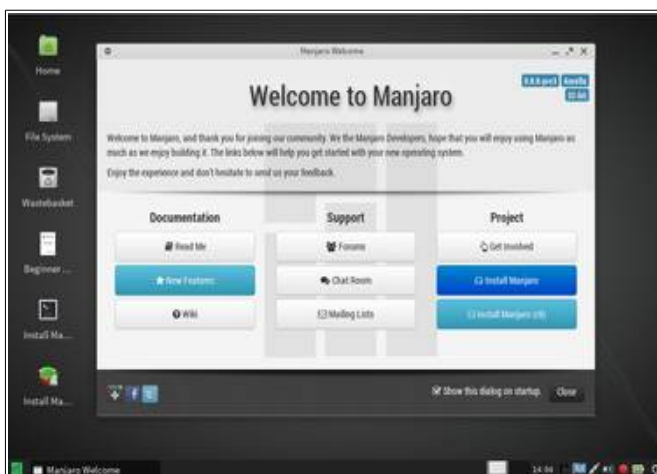 Manjaro Welcome
Home
File System
Wastebasket
Beginner ...
Install Ma...
Install Ma...
Welcome to Manjaro
Welcome to Manjaro, and thank you for joining our community. We the Manjaro Developers, hope that you will enjoy using Manjaro as
much as we enjoy building it. The links below will help you get started with your new operating system.
Enjoy the experience and don't hesitate to send us your feedback.
Documentation
Support
Project
Read Me
Forums
Get Involved
New Features
Chat Room
Install Manjaro
Wiki
Mailing Lists
Install Manjaro (cli)
Show this dialog on startup.
Close
Manjaro Welcome